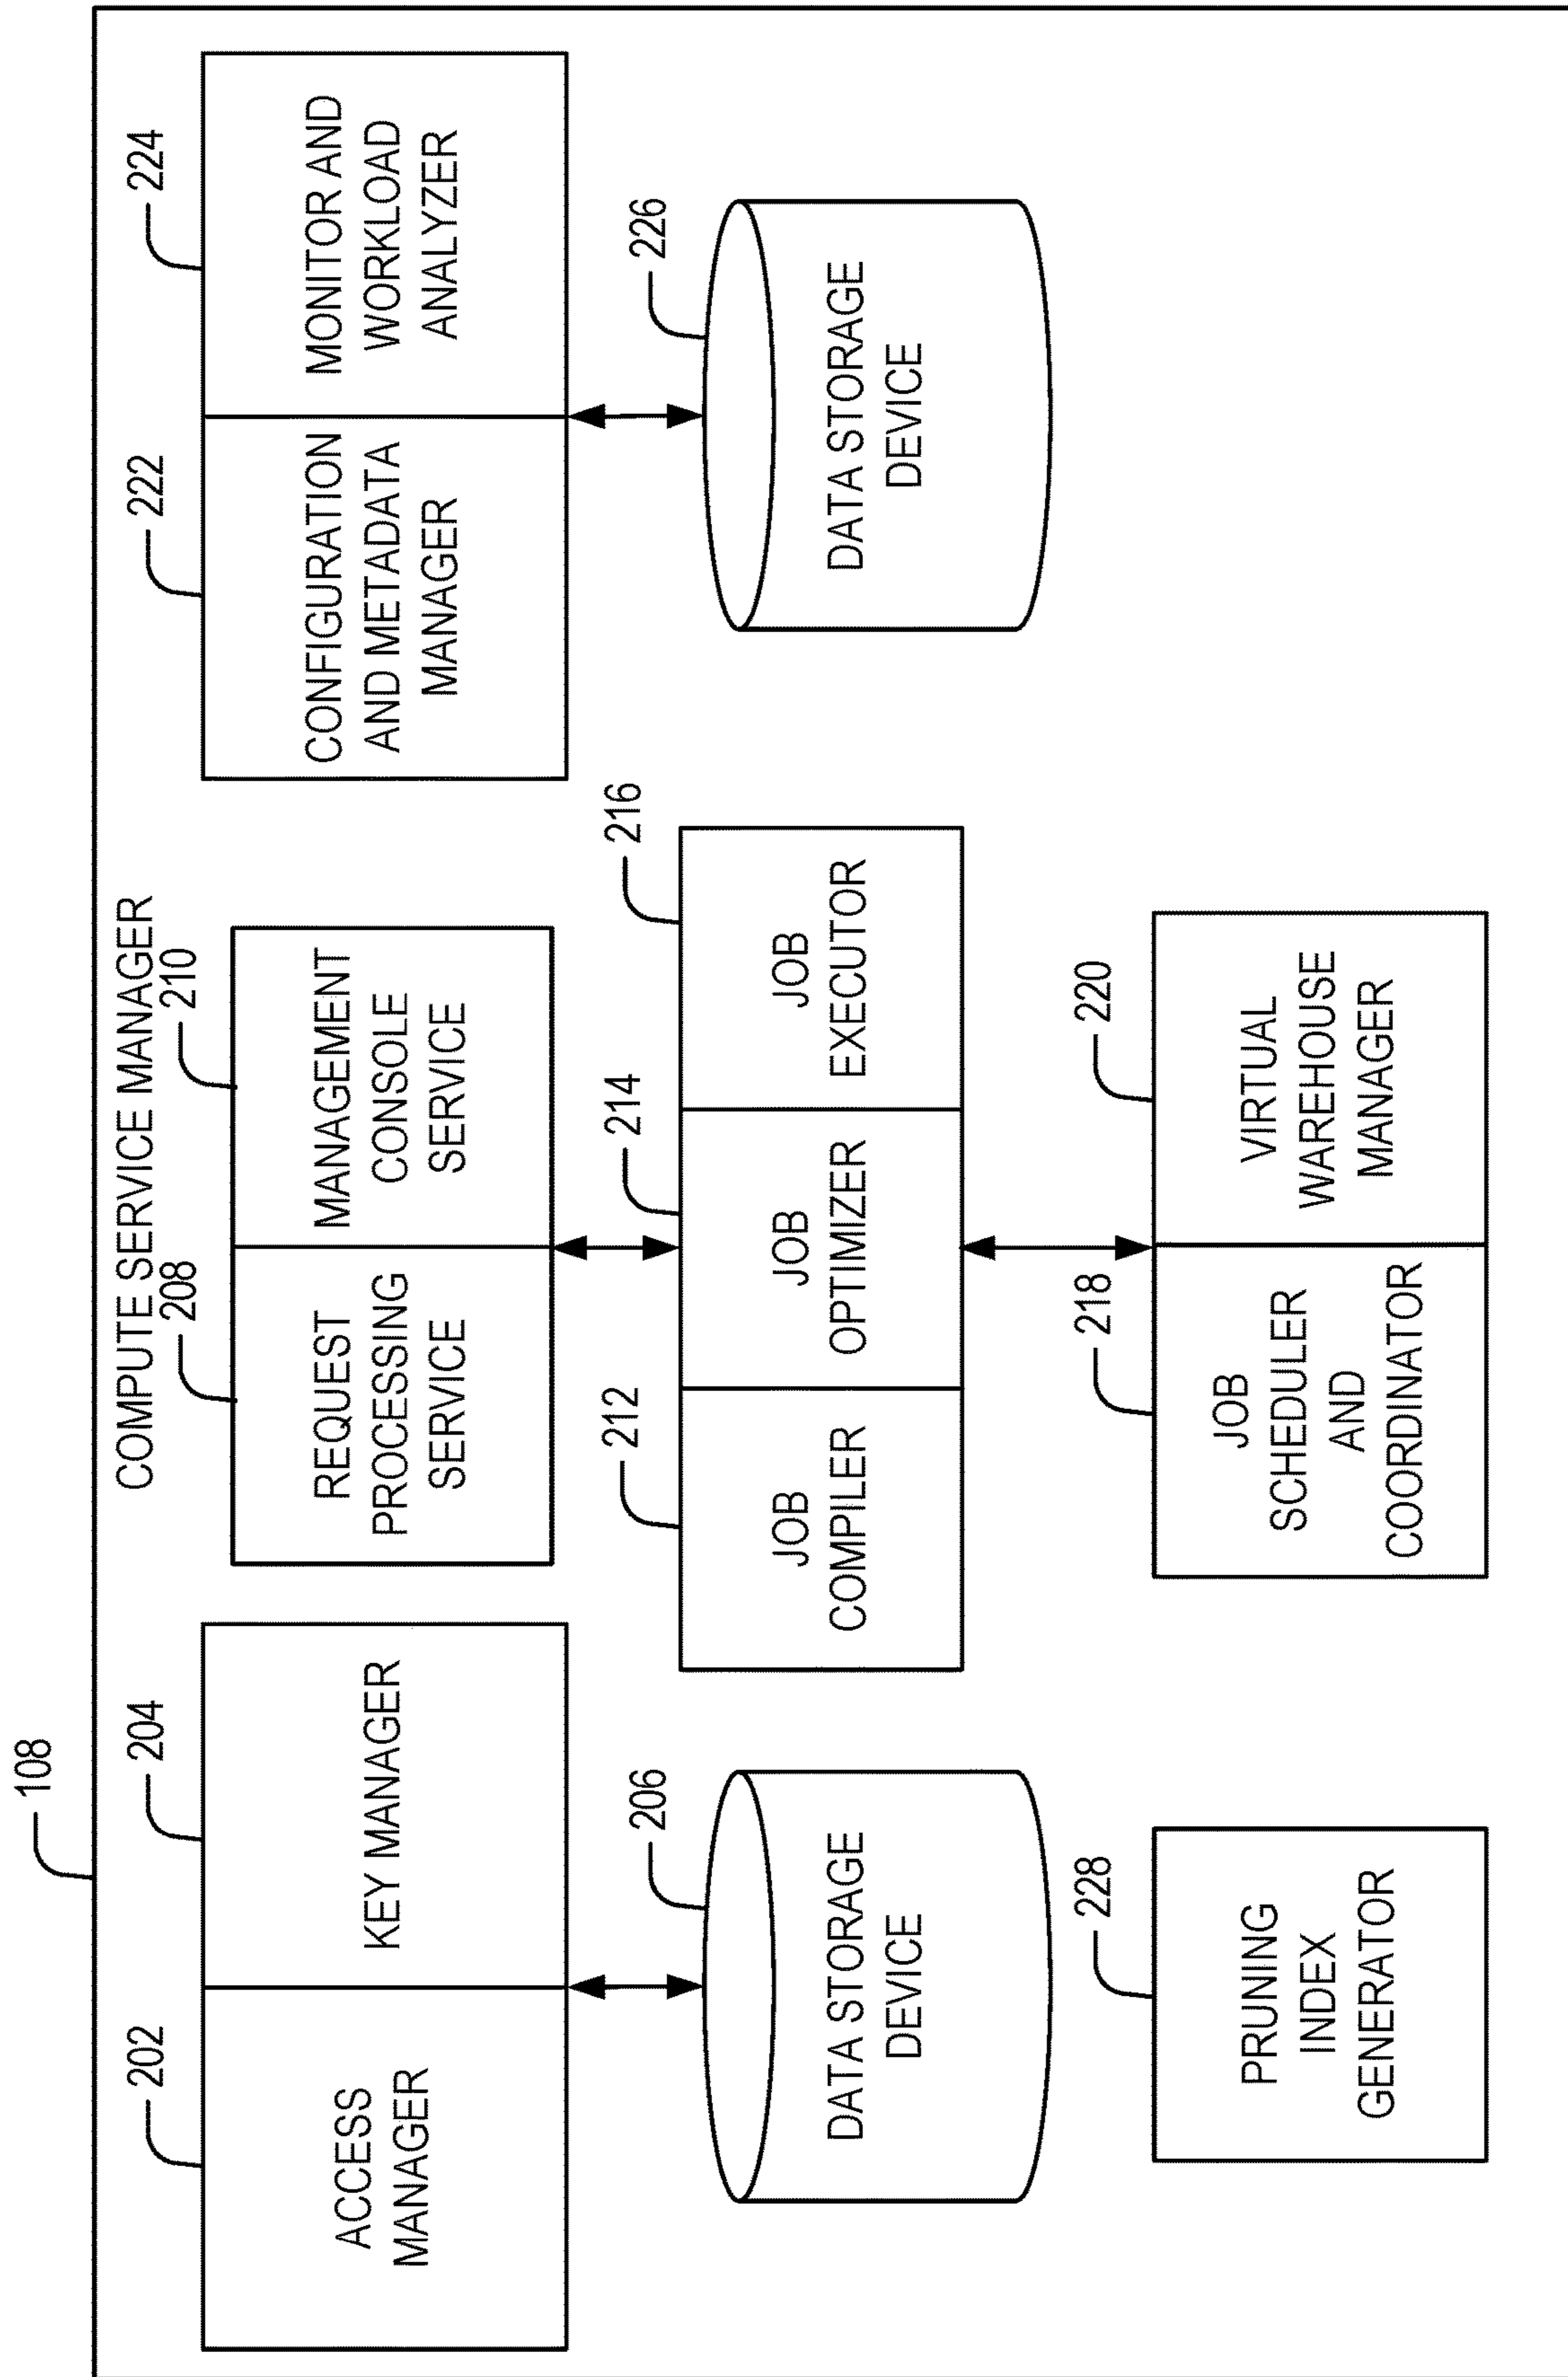 108
COMPUTE SERVICE MANAGER
202
ACCESS
MANAGER
204
KEY MANAGER
206
DATA STORAGE
DEVICE
208
REQUEST
PROCESSING
SERVICE
210
MANAGEMENT
CONSOLE
SERVICE
212
JOB
COMPILER
214
JOB
OPTIMIZER
216
JOB
EXECUTOR
218
JOB
SCHEDULER
AND
COORDINATOR
220
VIRTUAL
WAREHOUSE
MANAGER
222
CONFIGURATION
AND METADATA
MANAGER
224
MONITOR AND
WORKLOAD
ANALYZER
226
DATA STORAGE
DEVICE
228
PRUNING
INDEX
GENERATOR